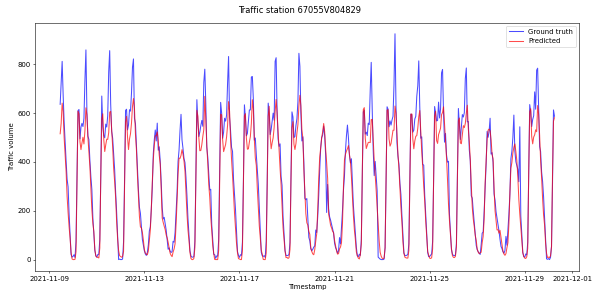 Traffic station 67055V804829
Ground truth
Predicted
Traffic volume
800
600
400
200
0
2021-11-09
2021-11-13
2021-11-17
2021-11-21
2021-11-25
2021-11-29
2021-12-01
Timestamp